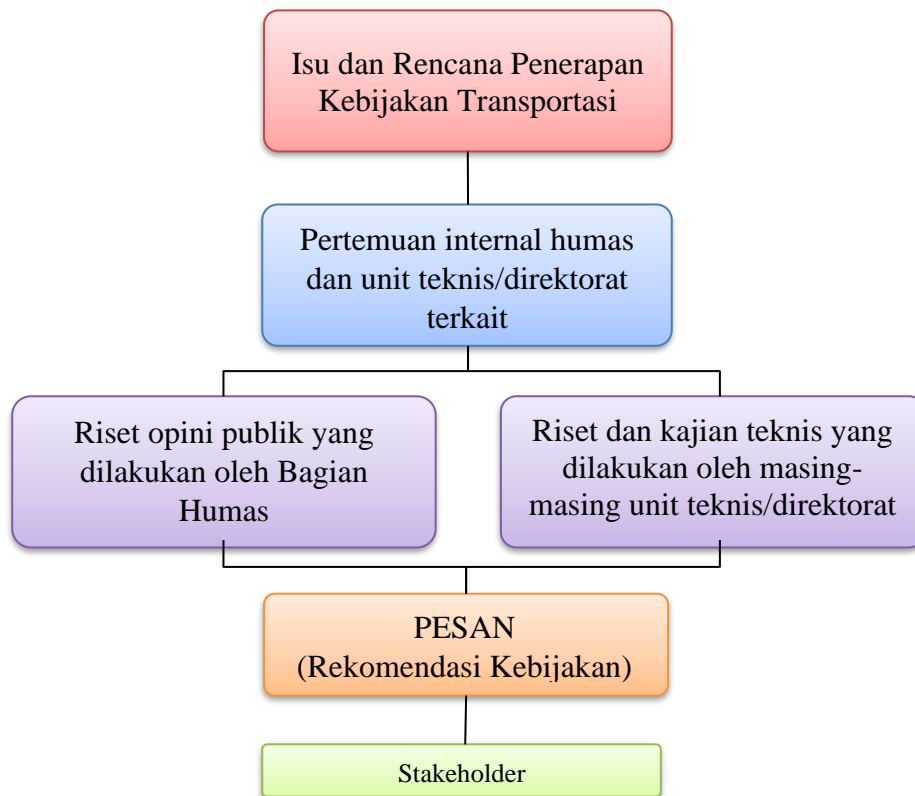 Isu dan Rencana Penerapan
Kebijakan Transportasi
Pertemuan internal humas
dan unit teknis/direktorat
terkait
Riset opini publik yang
dilakukan oleh Bagian
Humas
Riset dan kajian teknis yang
dilakukan oleh masing-
masing unit teknis/direktorat
PESAN
(Rekomendasi Kebijakan)
Stakeholder